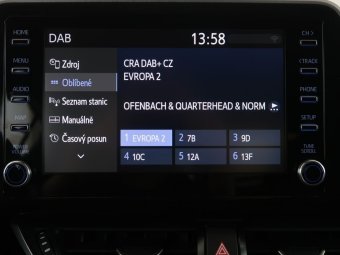 DAB
13:58
HOME
MENU
AUDIO
MAP
POWER
VOLUME
Zdroj
Oblíbené
Seznam stanic
Manuálně
Časový posun
CRA DAB+ CZ
EVROPA 2
OFENBACH & QUARTERHEAD & NORM
1 EVROPA 2
2 7B
3 9D
4 10C
5 12A
6 13F
CH >
< TRACK
PHONE
SETUP
TUNE
SCROLL